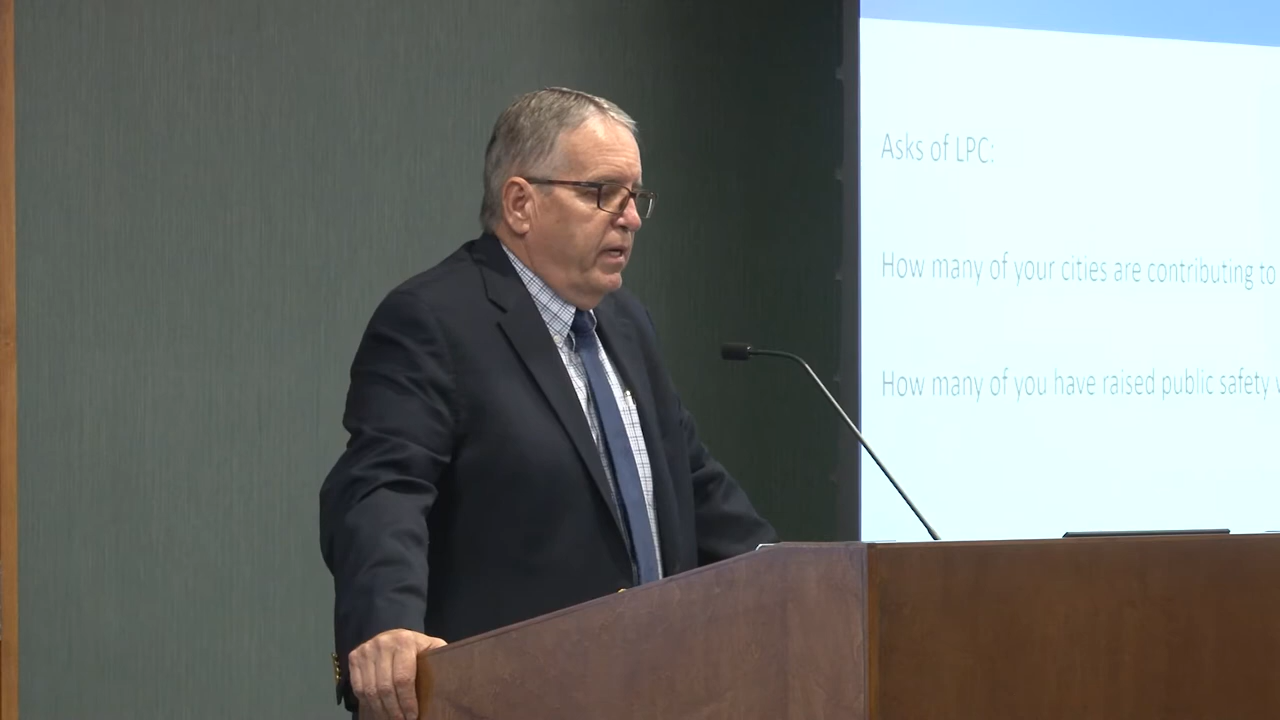 Asks of LPC:
How many of your cities are contributing to
How many of you have raised public safety